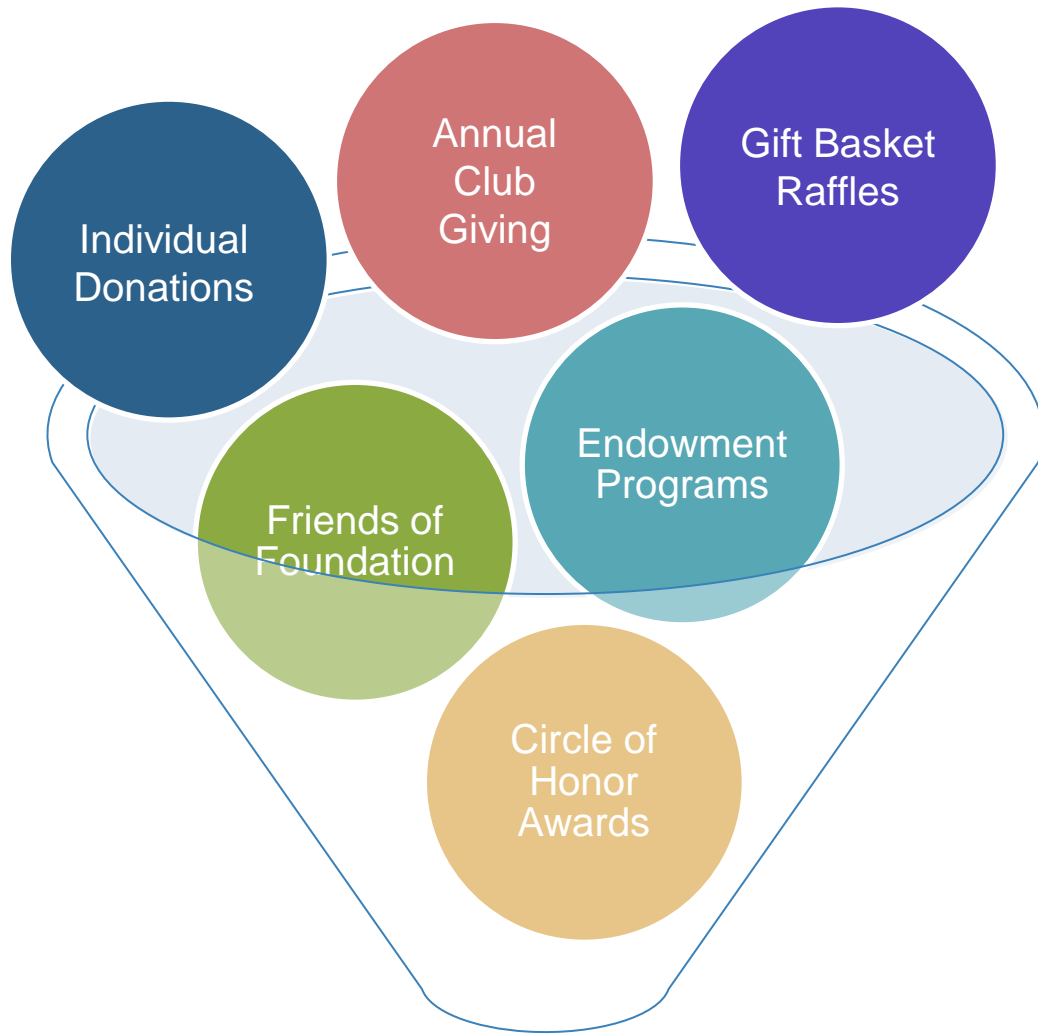 Individual
Donations
Annual
Club
Giving
Gift Basket
Raffles
Friends of
Foundation
Endowment
Programs
Circle of
Honor
Awards